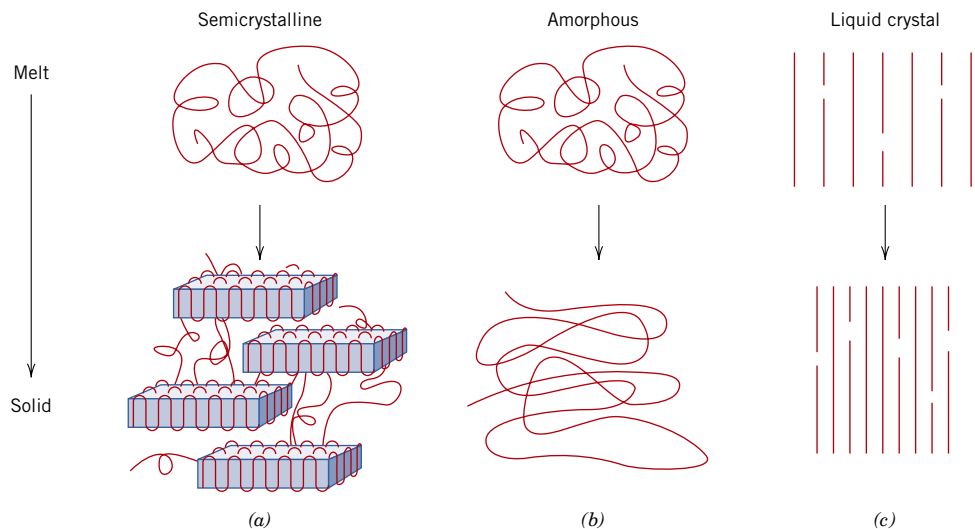 Semicrystalline
Amorphous
Liquid crystal
Melt
Solid
(a)
(b)
(c)